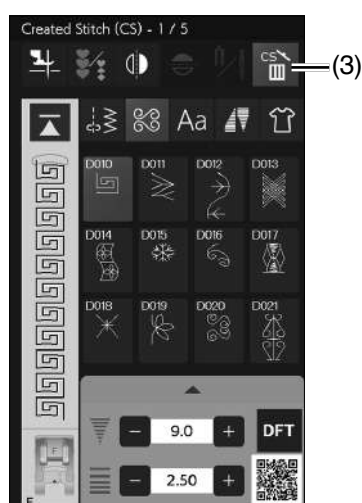 Created Stitch (CS) - 1 / 5
CS
(3)
Aa
D010 D011 D012 D013
D014 D015 D016 D017
D018 D019 D020 D021
- 9.0 + DFT
F
- 2.50 +
F